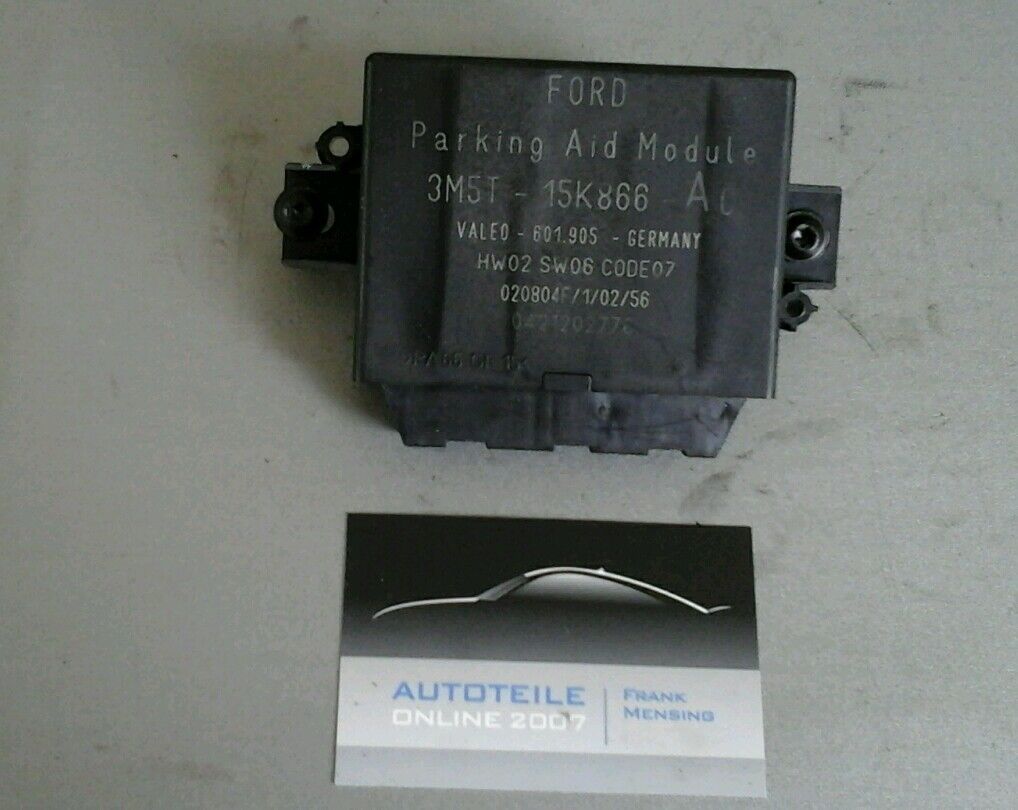 FORD
Parking Aid Module
3M5T - 15K866 - AC
VALEO - 601.905 - GERMANY
HW02 SW06 CODE07
020804F/1/02/56
AUTOTEILE
ONLINE 2007
FRANK
MENSING